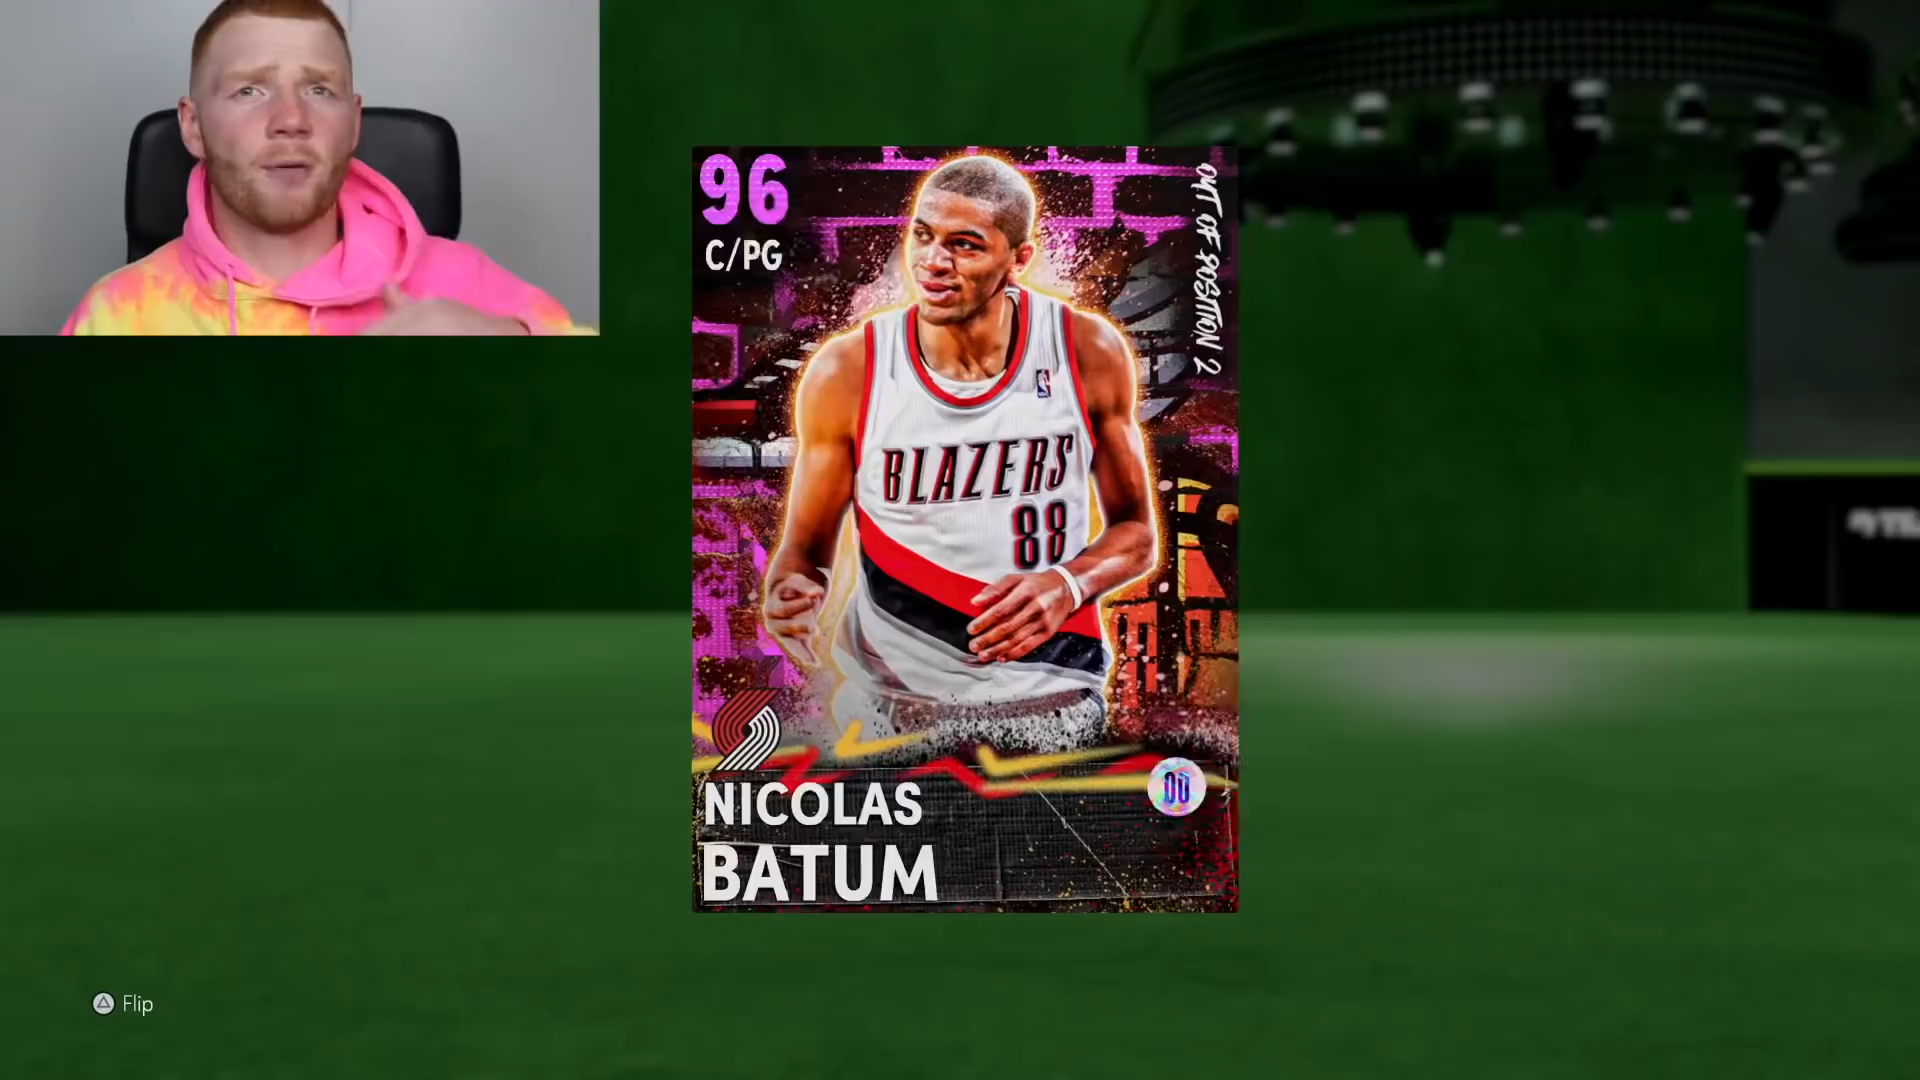 96
C/PG
OUT OF POSITION 2
BLAZERS
88
NICOLAS
BATUM
Flip